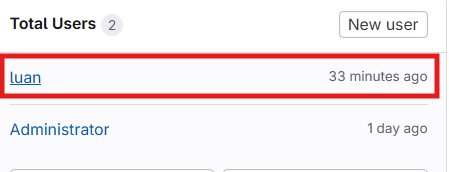 Total Users 2 New user
luan 33 minutes ago
Administrator 1 day ago